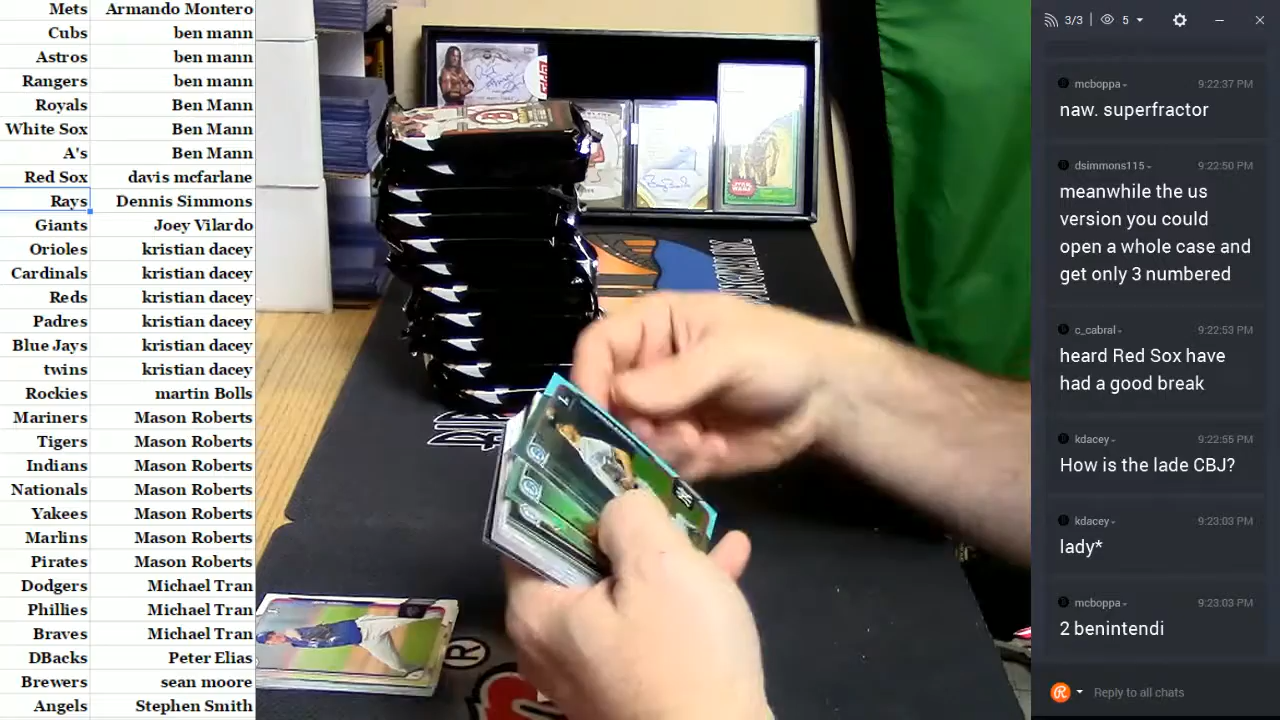 Mets Armando Montero
Cubs ben mann
Astros ben mann
Rangers ben mann
Royals Ben Mann
White Sox Ben Mann
A's Ben Mann
Red Sox davis mcfarlane
Rays Dennis Simmons
Giants Joey Vilardo
Orioles kristian dacey
Cardinals kristian dacey
Reds kristian dacey
Padres kristian dacey
Blue Jays kristian dacey
twins kristian dacey
Rockies martin Bolls
Mariners Mason Roberts
Tigers Mason Roberts
Indians Mason Roberts
Nationals Mason Roberts
Yakees Mason Roberts
Marlins Mason Roberts
Pirates Mason Roberts
Dodgers Michael Tran
Phillies Michael Tran
Braves Michael Tran
DBacks Peter Elias
Brewers sean moore
Angels Stephen Smith
STAR WARS
3/3 5
mcboppa 9:22:37 PM
naw. superfractor
dsimmons115 9:22:50 PM
meanwhile the us
version you could
open a whole case and
get only 3 numbered
c_cabral 9:22:53 PM
heard Red Sox have
had a good break
kdacey 9:22:55 PM
How is the lade CBJ?
kdacey 9:23:03 PM
lady*
mcboppa 9:23:03 PM
2 benintendi
Reply to all chats